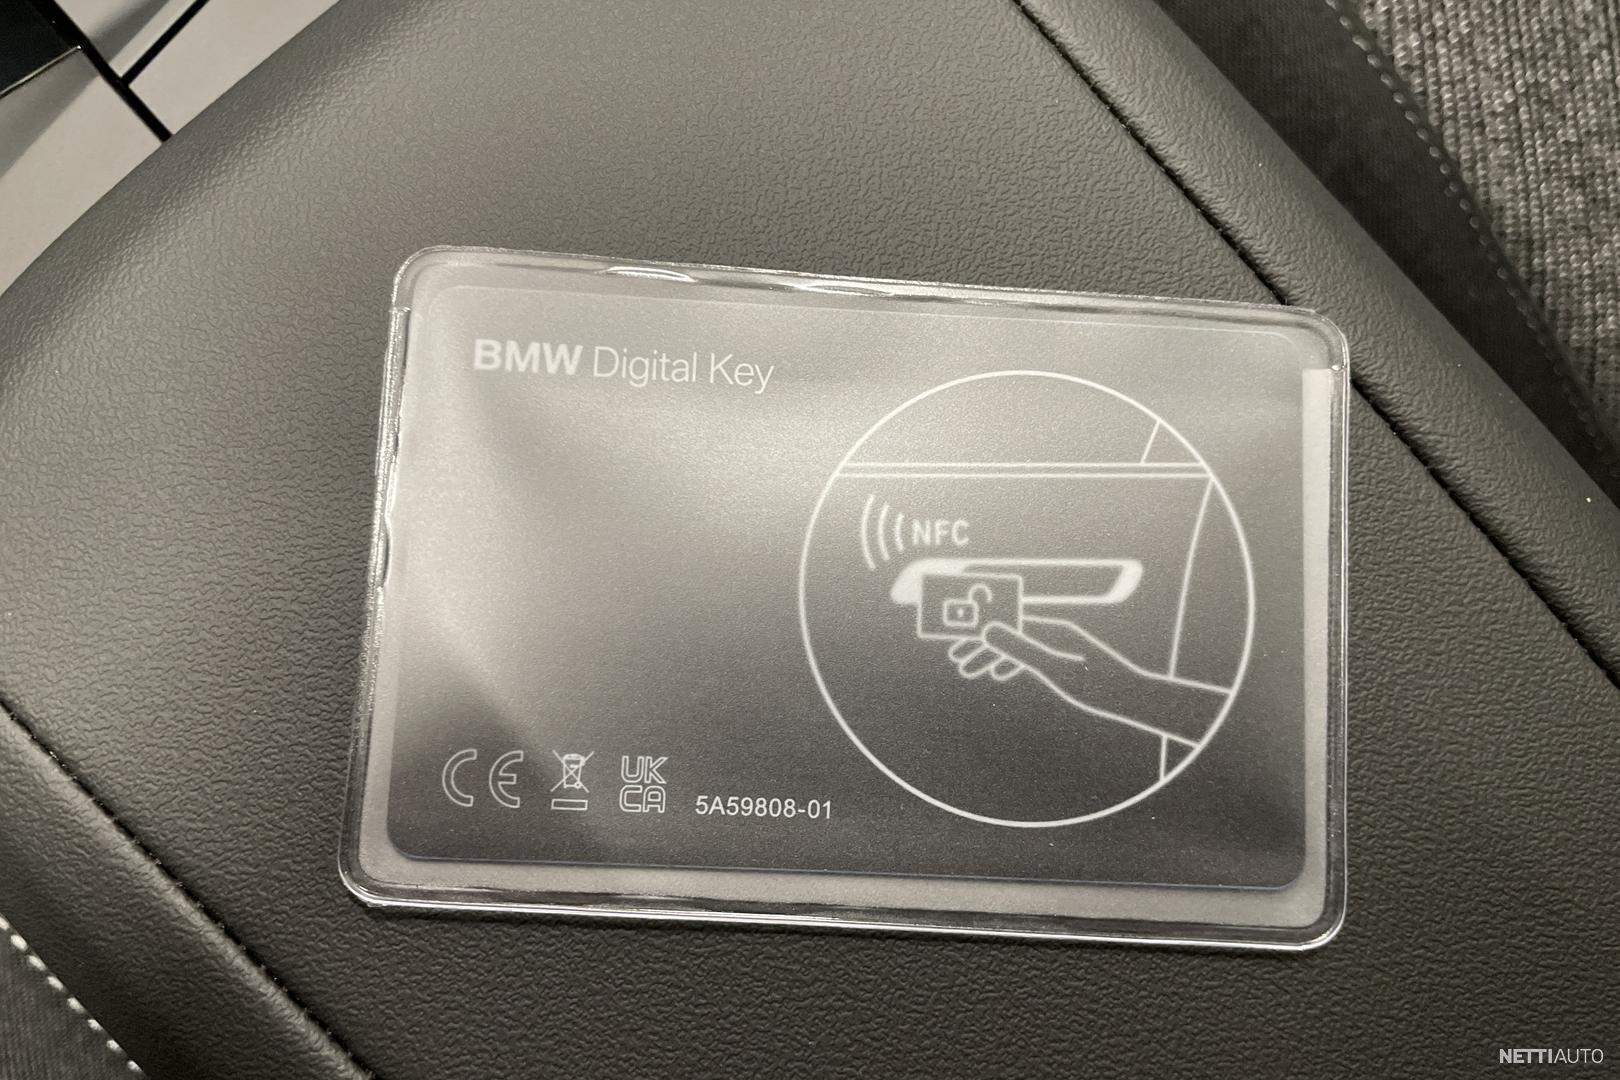 BMW Digital Key
NFC
CE
UK
CA
5A59808-01
NETTIAUTO